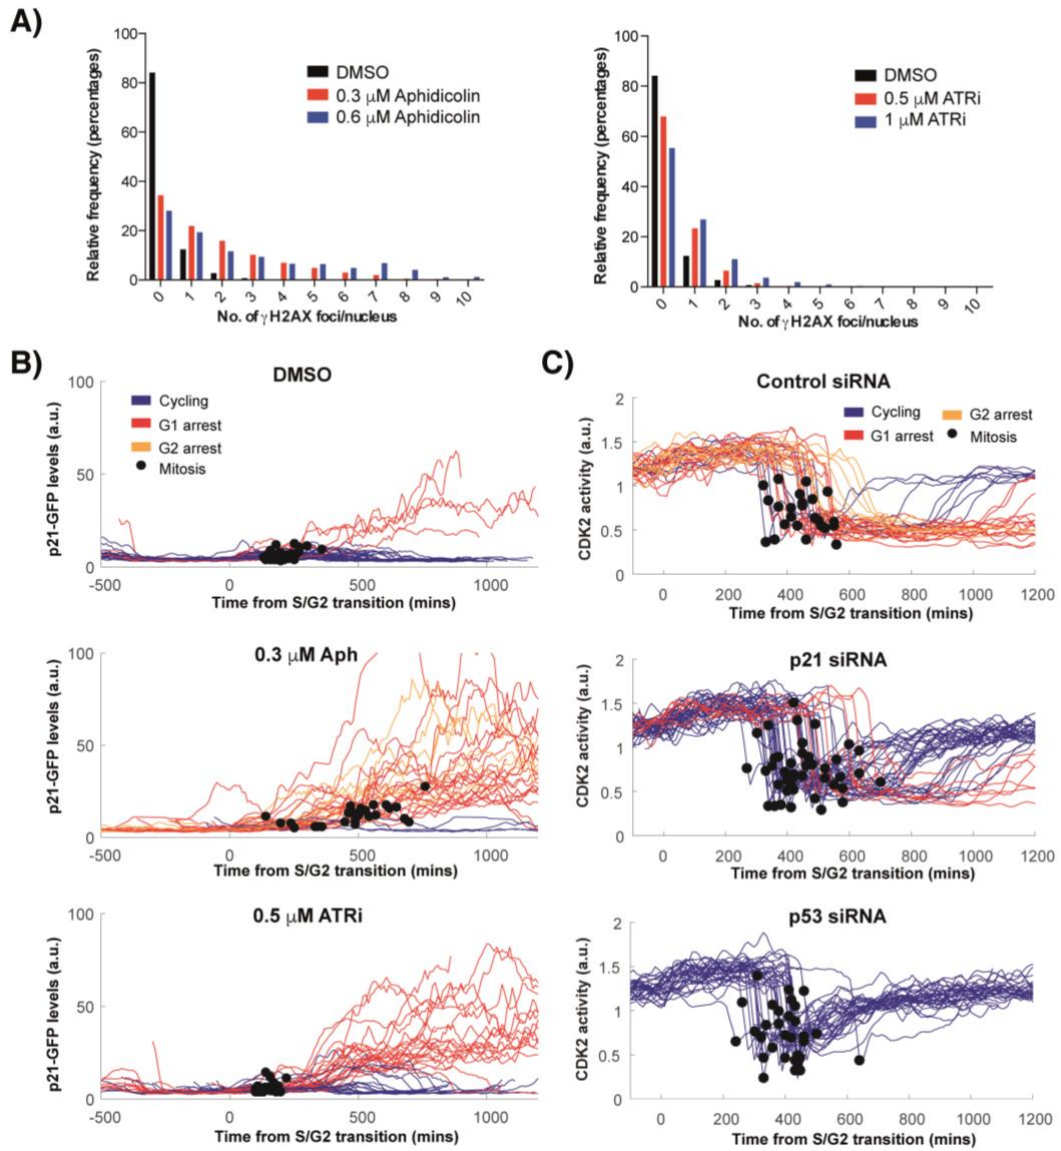 A)
100
80
60
40
20
0
Relative frequency (percentages)
DMSO
0.3 μM Aphidicolin
0.6 μM Aphidicolin
0 1 2 3 4 5 6 7 8 9 10
No. of γH2AX foci/nucleus
100
80
60
40
20
0
Relative frequency (percentages)
DMSO
0.5 μM ATRi
1 μM ATRi
0 1 2 3 4 5 6 7 8 9 10
No. of γH2AX foci/nucleus
B)
DMSO
100
50
0
p21-GFP levels (a.u.)
Cycling
G1 arrest
G2 arrest
Mitosis
-500 0 500 1000
Time from S/G2 transition (mins)
0.3 μM Aph
100
50
0
p21-GFP levels (a.u.)
-500 0 500 1000
Time from S/G2 transition (mins)
0.5 μM ATRi
100
50
0
p21-GFP levels (a.u.)
-500 0 500 1000
Time from S/G2 transition (mins)
C)
Control siRNA
2
1.5
1
0.5
0
CDK2 activity (a.u.)
Cycling
G2 arrest
G1 arrest
Mitosis
0 200 400 600 800 1000 1200
Time from S/G2 transition (mins)
p21 siRNA
2
1.5
1
0.5
0
CDK2 activity (a.u.)
0 200 400 600 800 1000 1200
Time from S/G2 transition (mins)
p53 siRNA
2
1.5
1
0.5
0
CDK2 activity (a.u.)
0 200 400 600 800 1000 1200
Time from S/G2 transition (mins)